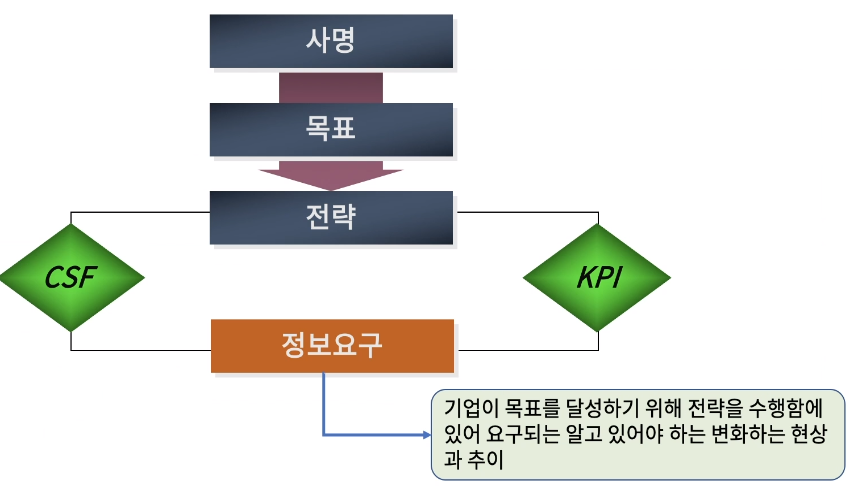 사명
목표
전략
CSF
KPI
정보요구
기업이 목표를 달성하기 위해 전략을 수행함에
있어 요구되는 알고 있어야 하는 변화하는 현상
과 추이